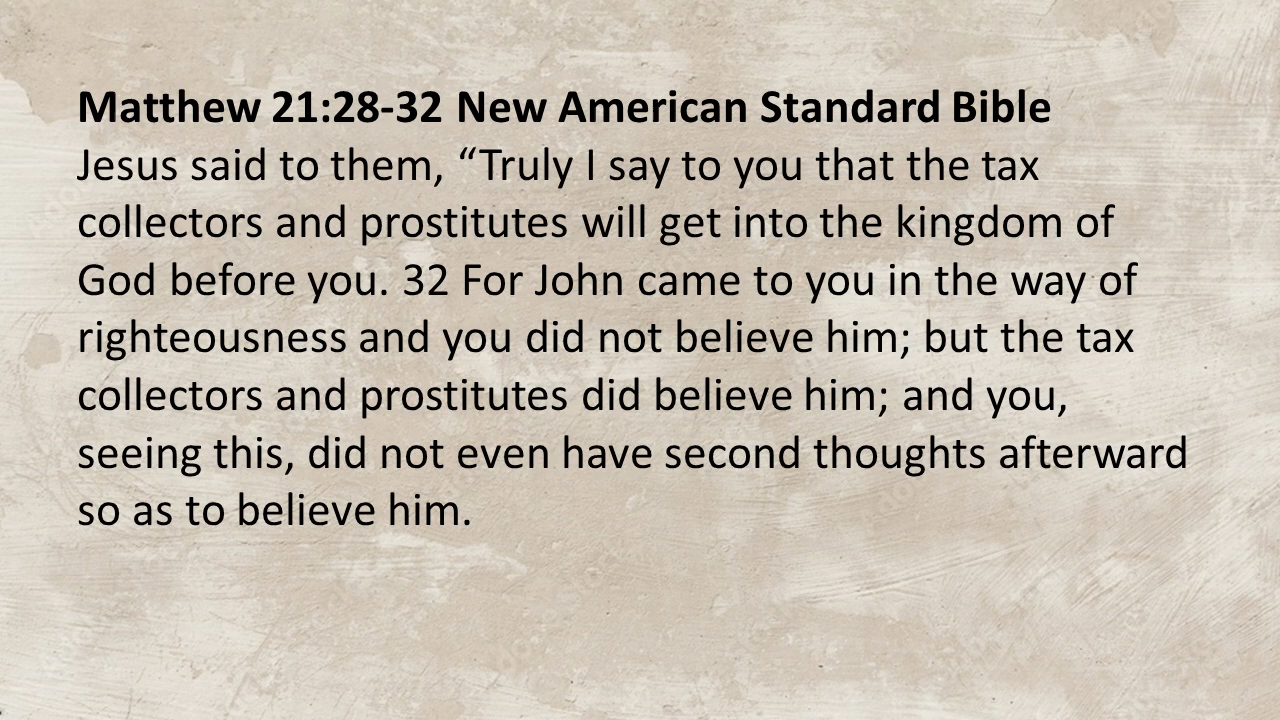 Matthew 21:28-32 New American Standard Bible
Jesus said to them, “Truly I say to you that the tax
collectors and prostitutes will get into the kingdom of
God before you. 32 For John came to you in the way of
righteousness and you did not believe him; but the tax
collectors and prostitutes did believe him; and you,
seeing this, did not even have second thoughts afterward
so as to believe him.